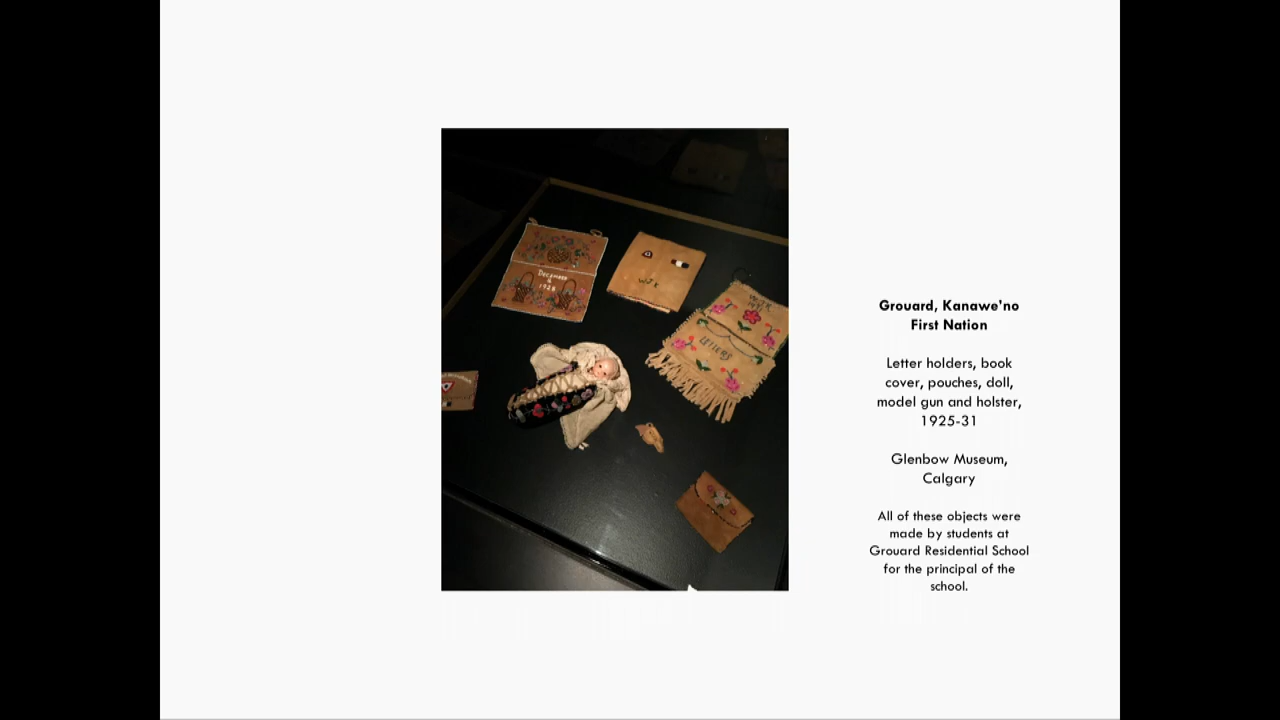 DECEMBER
1928
W.J.K
LETTERS
Grouard, Kanawe'no
First Nation
Letter holders, book
cover, pouches, doll,
model gun and holster,
1925-31
Glenbow Museum,
Calgary
All of these objects were
made by students at
Grouard Residential School
for the principal of the
school.